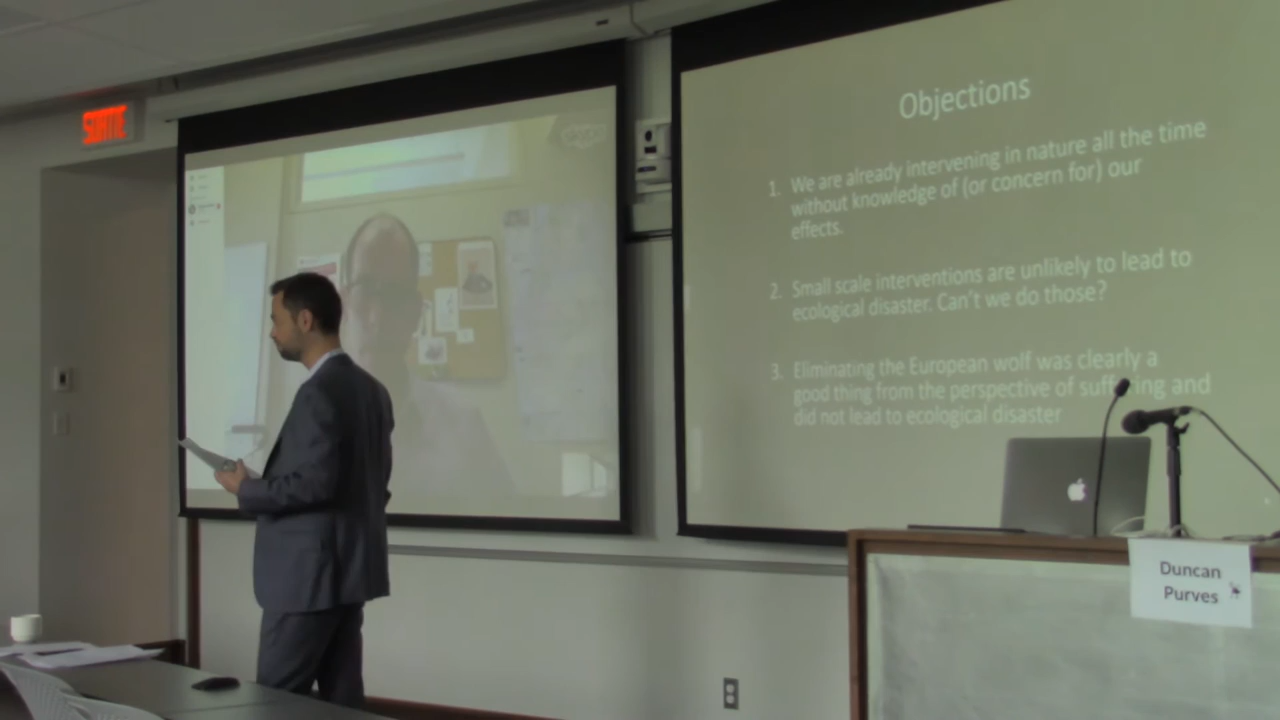 SORTIE
skype
Objections
1. We are already intervening in nature all the time
without knowledge of (or concern for) our
effects.
2. Small scale interventions are unlikely to lead to
ecological disaster. Can't we do those?
3. Eliminating the European wolf was clearly a
good thing from the perspective of suffering and
did not lead to ecological disaster
Duncan
Purves